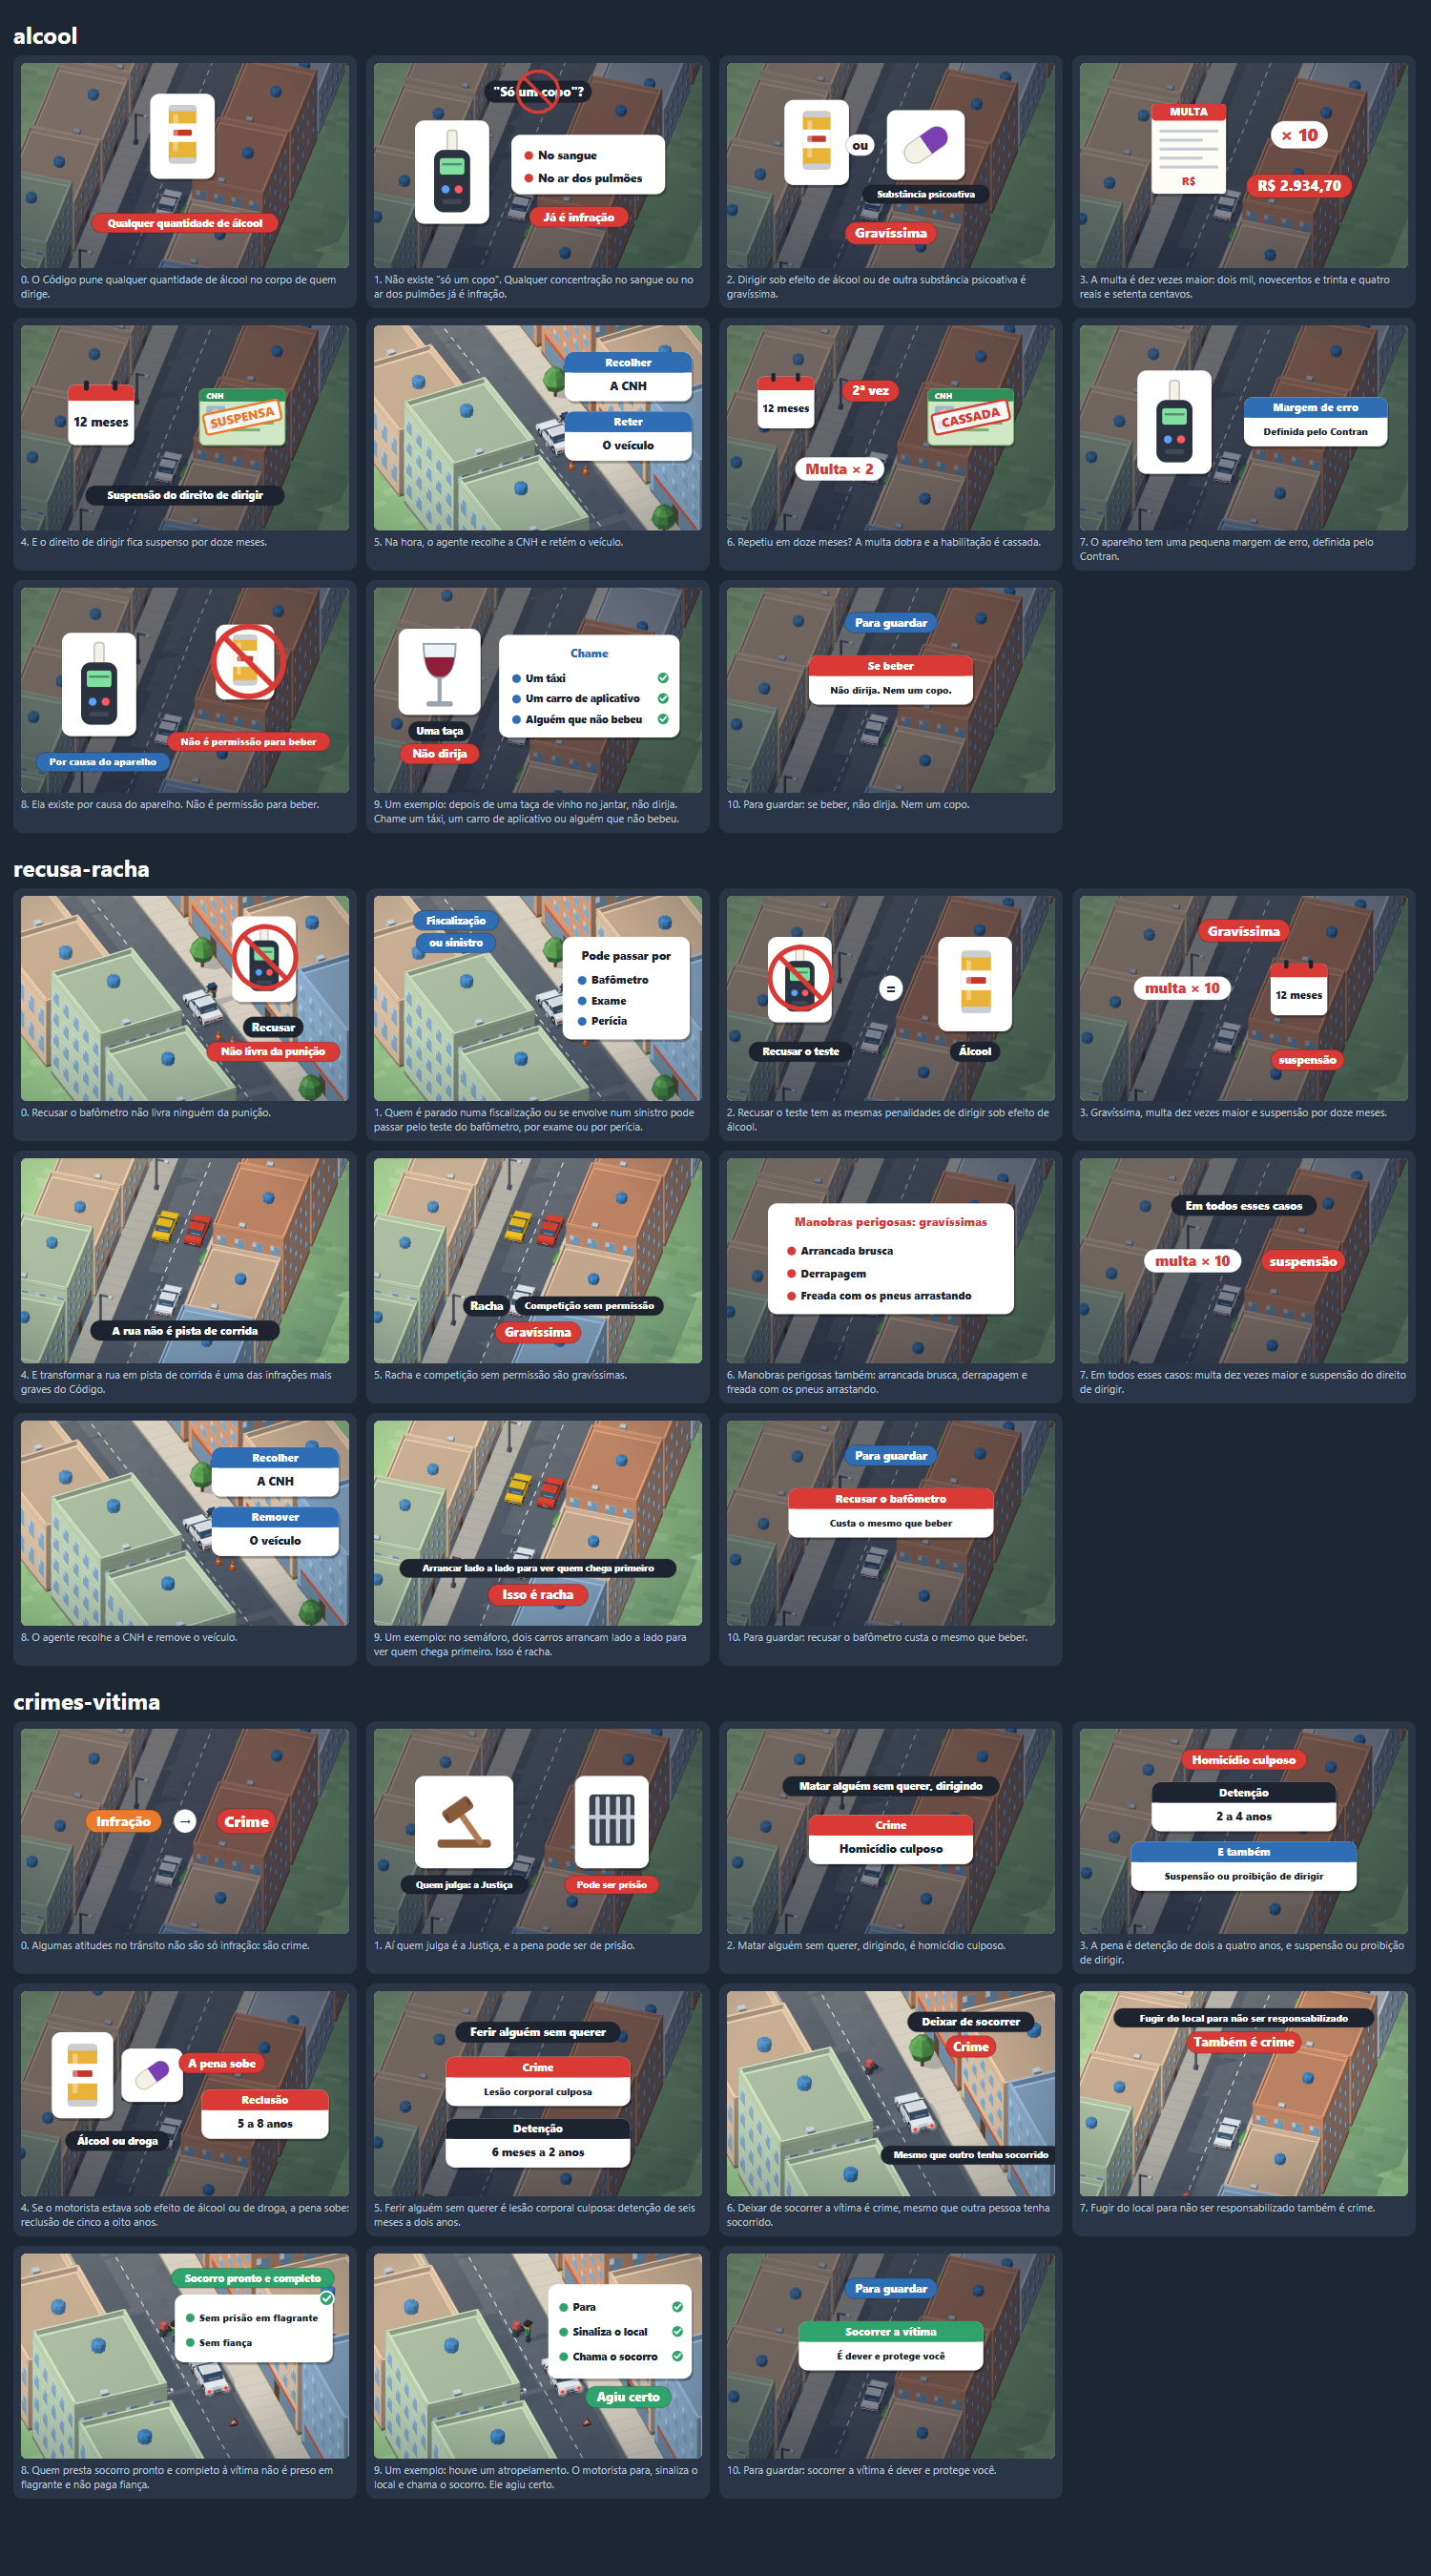 alcool
Qualquer quantidade de álcool
0. O Código pune qualquer quantidade de álcool no corpo de quem
dirige.
"Só um copo"?
No sangue
No ar dos pulmões
Já é infração
1. Não existe "só um copo". Qualquer concentração no sangue ou no
ar dos pulmões já é infração.
ou
Substância psicoativa
Gravíssima
2. Dirigir sob efeito de álcool ou de outra substância psicoativa é
gravíssima.
MULTA
R$
× 10
R$ 2.934,70
3. A multa é dez vezes maior: dois mil, novecentos e trinta e quatro
reais e setenta centavos.
12 meses
CNH
SUSPENSA
Suspensão do direito de dirigir
4. E o direito de dirigir fica suspenso por doze meses.
Recolher
A CNH
Reter
O veículo
5. Na hora, o agente recolhe a CNH e retém o veículo.
12 meses
2ª vez
CNH
CASSADA
Multa × 2
6. Repetiu em doze meses? A multa dobra e a habilitação é cassada.
Margem de erro
Definida pelo Contran
7. O aparelho tem uma pequena margem de erro, definida pelo
Contran.
Não é permissão para beber
Por causa do aparelho
8. Ela existe por causa do aparelho. Não é permissão para beber.
Uma taça
Não dirija
Chame
Um táxi
Um carro de aplicativo
Alguém que não bebeu
9. Um exemplo: depois de uma taça de vinho no jantar, não dirija.
Chame um táxi, um carro de aplicativo ou alguém que não bebeu.
Para guardar
Se beber
Não dirija. Nem um copo.
10. Para guardar: se beber, não dirija. Nem um copo.
recusa-racha
Recusar
Não livra da punição
0. Recusar o bafômetro não livra ninguém da punição.
Fiscalização
ou sinistro
Pode passar por
Bafômetro
Exame
Perícia
1. Quem é parado numa fiscalização ou se envolve num sinistro pode
passar pelo teste do bafômetro, por exame ou por perícia.
Recusar o teste
=
Álcool
2. Recusar o teste tem as mesmas penalidades de dirigir sob efeito de
álcool.
Gravíssima
multa × 10
12 meses
suspensão
3. Gravíssima, multa dez vezes maior e suspensão por doze meses.
A rua não é pista de corrida
4. E transformar a rua em pista de corrida é uma das infrações mais
graves do Código.
Racha
Competição sem permissão
Gravíssima
5. Racha e competição sem permissão são gravíssimas.
Manobras perigosas: gravíssimas
Arrancada brusca
Derrapagem
Freada com os pneus arrastando
6. Manobras perigosas também: arrancada brusca, derrapagem e
freada com os pneus arrastando.
Em todos esses casos
multa × 10
suspensão
7. Em todos esses casos: multa dez vezes maior e suspensão do direito
de dirigir.
Recolher
A CNH
Remover
O veículo
8. O agente recolhe a CNH e remove o veículo.
Arrancar lado a lado para ver quem chega primeiro
Isso é racha
9. Um exemplo: no semáforo, dois carros arrancam lado a lado para
ver quem chega primeiro. Isso é racha.
Para guardar
Recusar o bafômetro
Custa o mesmo que beber
10. Para guardar: recusar o bafômetro custa o mesmo que beber.
crimes-vitima
Infração
→
Crime
0. Algumas atitudes no trânsito não são só infração: são crime.
Quem julga: a Justiça
Pode ser prisão
1. Aí quem julga é a Justiça, e a pena pode ser de prisão.
Matar alguém sem querer, dirigindo
Crime
Homicídio culposo
2. Matar alguém sem querer, dirigindo, é homicídio culposo.
Homicídio culposo
Detenção
2 a 4 anos
E também
Suspensão ou proibição de dirigir
3. A pena é detenção de dois a quatro anos, e suspensão ou proibição
de dirigir.
A pena sobe
Álcool ou droga
Reclusão
5 a 8 anos
4. Se o motorista estava sob efeito de álcool ou de droga, a pena sobe:
reclusão de cinco a oito anos.
Ferir alguém sem querer
Crime
Lesão corporal culposa
Detenção
6 meses a 2 anos
5. Ferir alguém sem querer é lesão corporal culposa: detenção de seis
meses a dois anos.
Deixar de socorrer
Crime
Mesmo que outro tenha socorrido
6. Deixar de socorrer a vítima é crime, mesmo que outra pessoa tenha
socorrido.
Fugir do local para não ser responsabilizado
Também é crime
7. Fugir do local para não ser responsabilizado também é crime.
Socorro pronto e completo
Sem prisão em flagrante
Sem fiança
8. Quem presta socorro pronto e completo à vítima não é preso em
flagrante e não paga fiança.
Para
Sinaliza o local
Chama o socorro
Agiu certo
9. Um exemplo: houve um atropelamento. O motorista para, sinaliza o
local e chama o socorro. Ele agiu certo.
Para guardar
Socorrer a vítima
É dever e protege você
10. Para guardar: socorrer a vítima é dever e protege você.